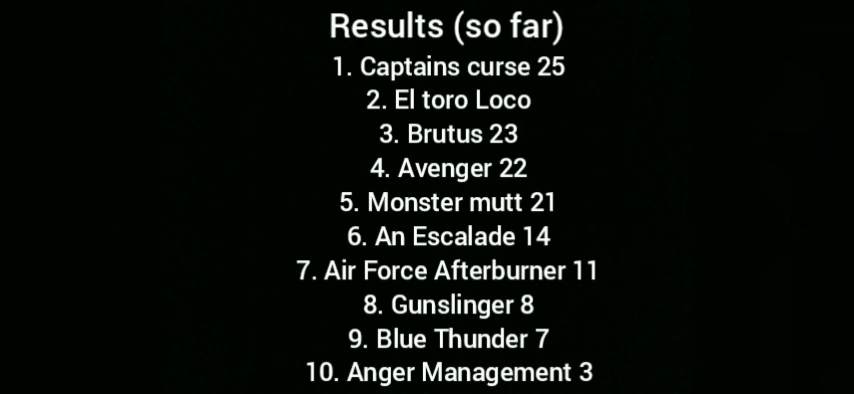 Results (so far)
1. Captains curse 25
2. El toro Loco
3. Brutus 23
4. Avenger 22
5. Monster mutt 21
6. An Escalade 14
7. Air Force Afterburner 11
8. Gunslinger 8
9. Blue Thunder 7
10. Anger Management 3